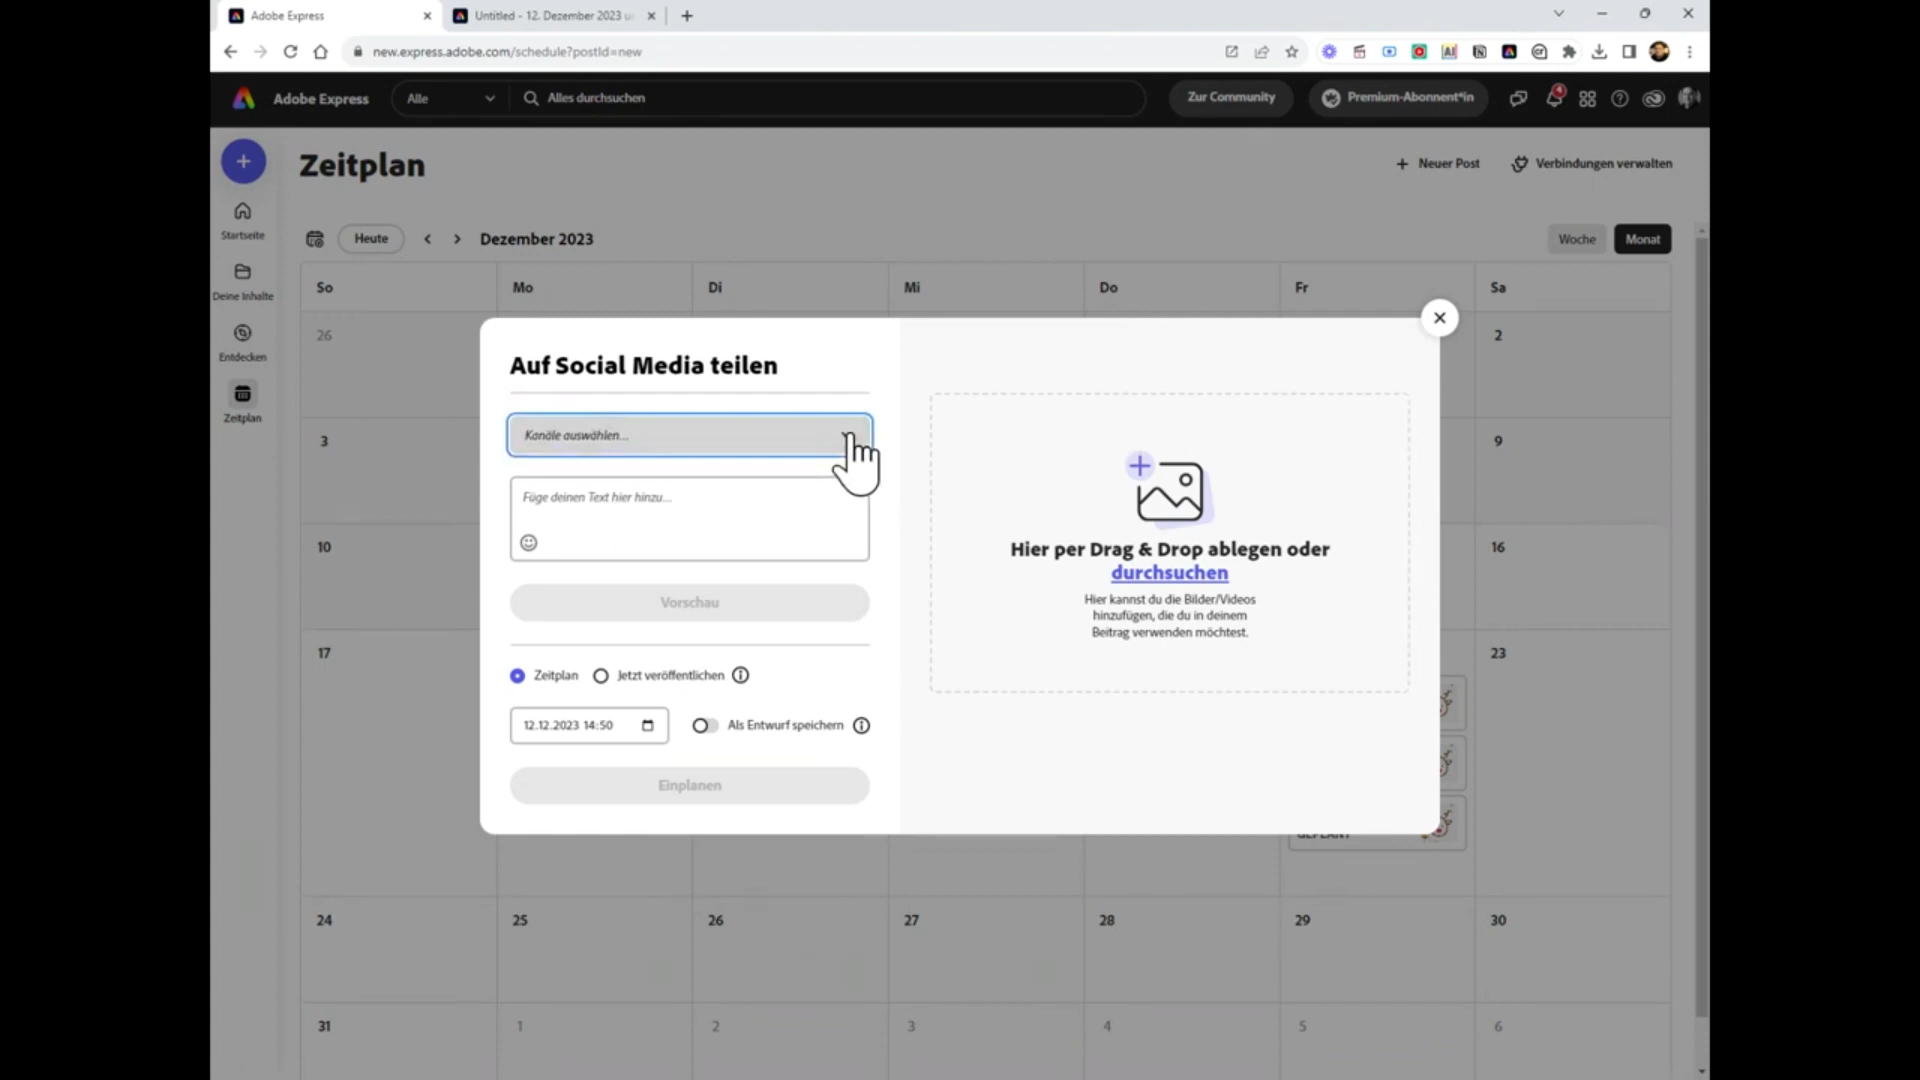 Adobe Express
Untitled - 12. Dezember 2023 u
new.express.adobe.com/schedule?postId=new
Adobe Express
Alle
Alles durchsuchen
Zur Community
Premium-Abonnent*in
4
Zeitplan
+ Neuer Post
Verbindungen verwalten
Startseite
Deine Inhalte
Entdecken
Zeitplan
Heute
Dezember 2023
Woche
Monat
So
Mo
Di
Mi
Do
Fr
Sa
26
2
3
9
10
16
17
23
Auf Social Media teilen
Kanäle auswählen...
Füge deinen Text hier hinzu...
Vorschau
Zeitplan
Jetzt veröffentlichen
12.12.2023 14:50
Als Entwurf speichern
Einplanen
Hier per Drag & Drop ablegen oder
durchsuchen
Hier kannst du die Bilder/Videos
hinzufügen, die du in deinem
Beitrag verwenden möchtest.
GEPLANT
24
25
26
27
28
29
30
31
1
2
3
4
5
6